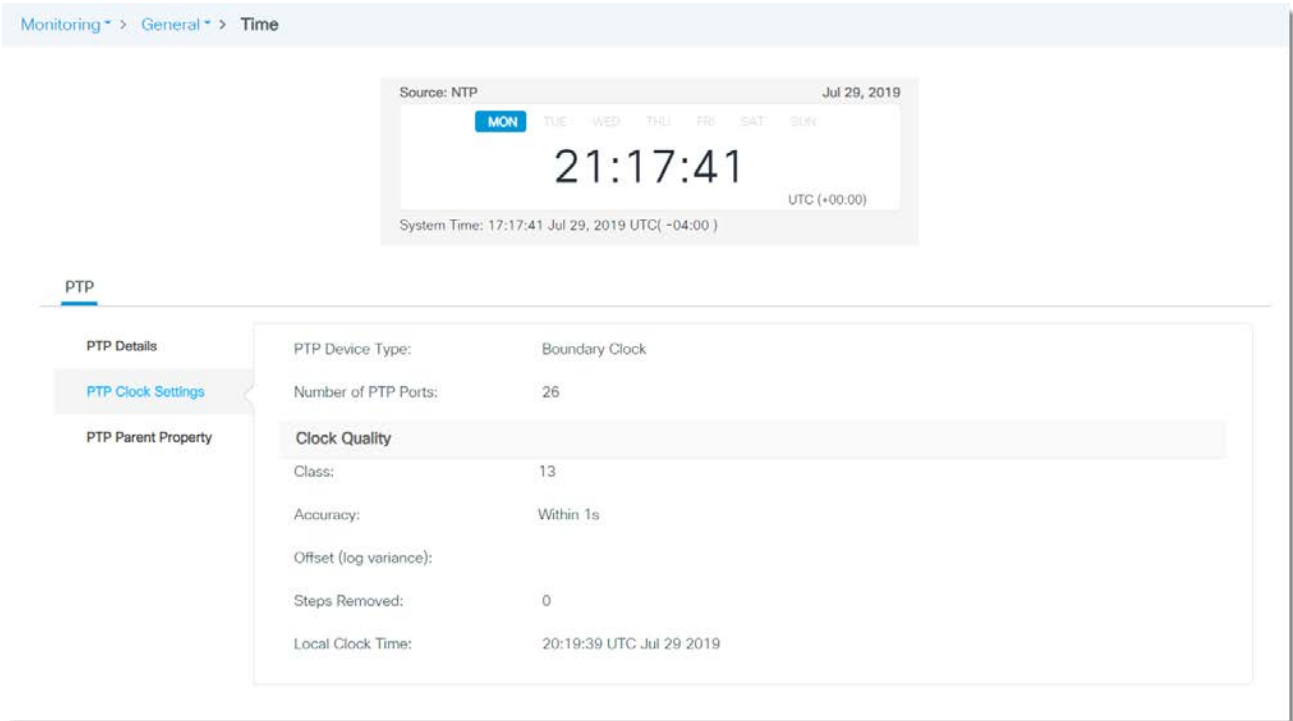 Monitoring > General > Time
Source: NTP Jul 29, 2019
MON TUE WED THU FRI SAT SUN
21:17:41
UTC (+00:00)
System Time: 17:17:41 Jul 29, 2019 UTC( -04:00 )
PTP
PTP Details
PTP Device Type: Boundary Clock
PTP Clock Settings
Number of PTP Ports: 26
PTP Parent Property
Clock Quality
Class: 13
Accuracy: Within 1s
Offset (log variance):
Steps Removed: 0
Local Clock Time: 20:19:39 UTC Jul 29 2019